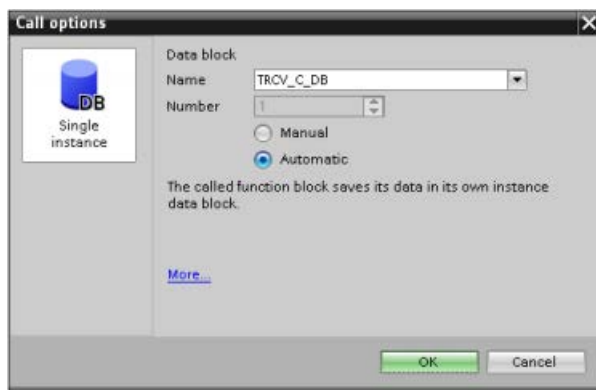 Call options
DB
Single
instance
Data block
Name TRCV_C_DB
Number 1
Manual
Automatic
The called function block saves its data in its own instance
data block.
More...
OK Cancel